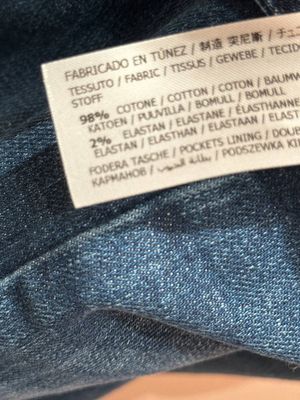 FABRICADO EN TÚNEZ / 制造 突尼斯 / チュニ
TESSUTO / FABRIC / TISSUS / GEWEBE / TECID
STOFF
98% COTONE / COTTON / COTON / BAUMW
KATOEN / PUUVILLA / BOMULL / BOMULL
2% ELASTAN / ELASTANE / ÉLASTHANNE
ELASTAN / ELASTHAN / ELASTAAN / ELASTA
FODERA TASCHE / POCKETS LINING / DOUBL
КАРМАНОВ / بطانة الجيوب / PODSZEWKA KI